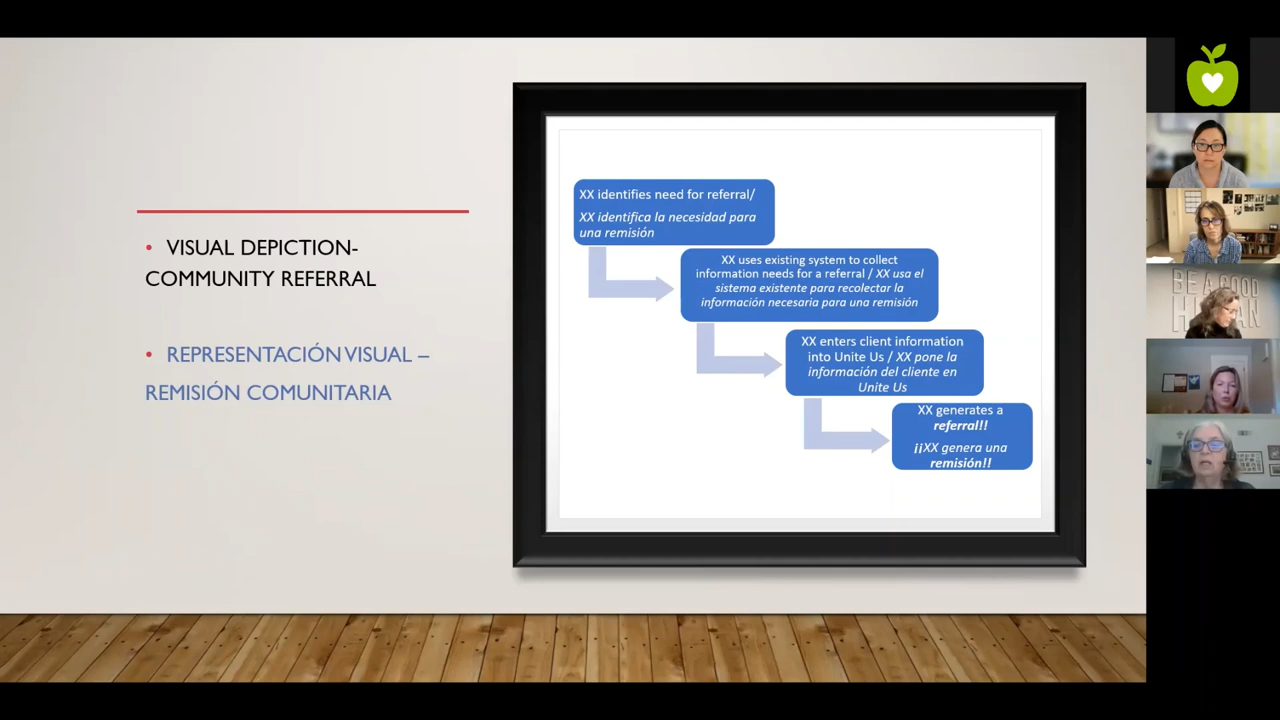 • VISUAL DEPICTION-
COMMUNITY REFERRAL
• REPRESENTACIÓN VISUAL –
REMISIÓN COMUNITARIA
XX identifies need for referral/
XX identifica la necesidad para
una remisión
XX uses existing system to collect
information needs for a referral / XX usa el
sistema existente para recolectar la
información necesaria para una remisión
XX enters client information
into Unite Us / XX pone la
información del cliente en
Unite Us
XX generates a
referral!!
¡¡XX genera una
remisión!!
BE A GOOD